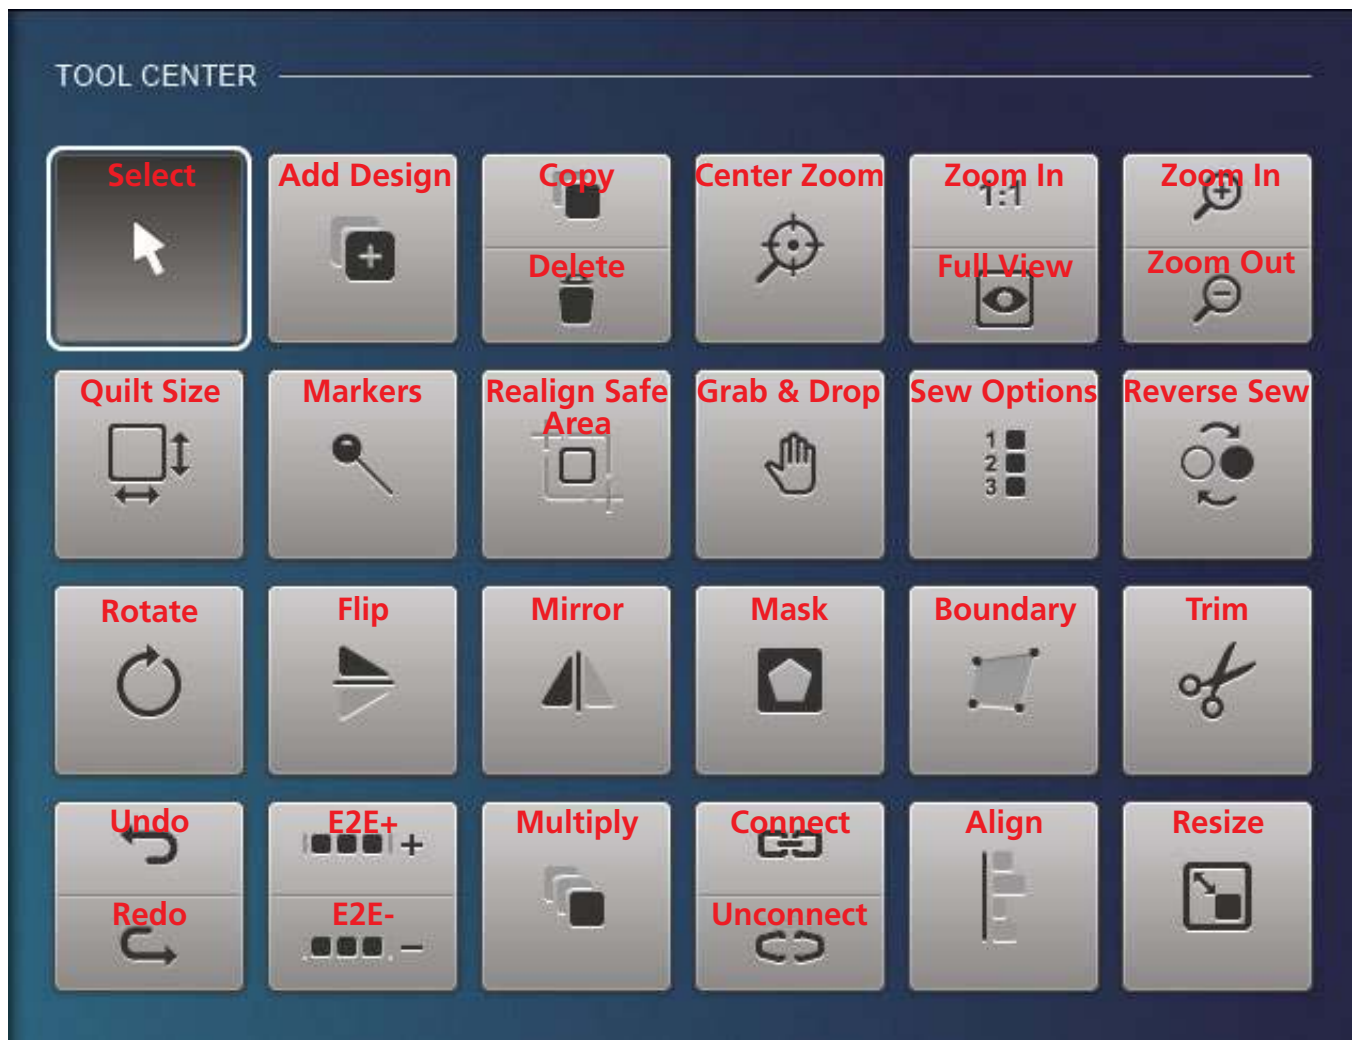 TOOL CENTER
Select
Add Design
Copy
Center Zoom
Zoom In
1:1
Zoom In
Delete
Full View
Zoom Out
Quilt Size
Markers
Realign Safe
Area
Grab & Drop
Sew Options
1
2
3
Reverse Sew
Rotate
Flip
Mirror
Mask
Boundary
Trim
Undo
E2E+
Multiply
Connect
Align
Resize
Redo
E2E-
Unconnect